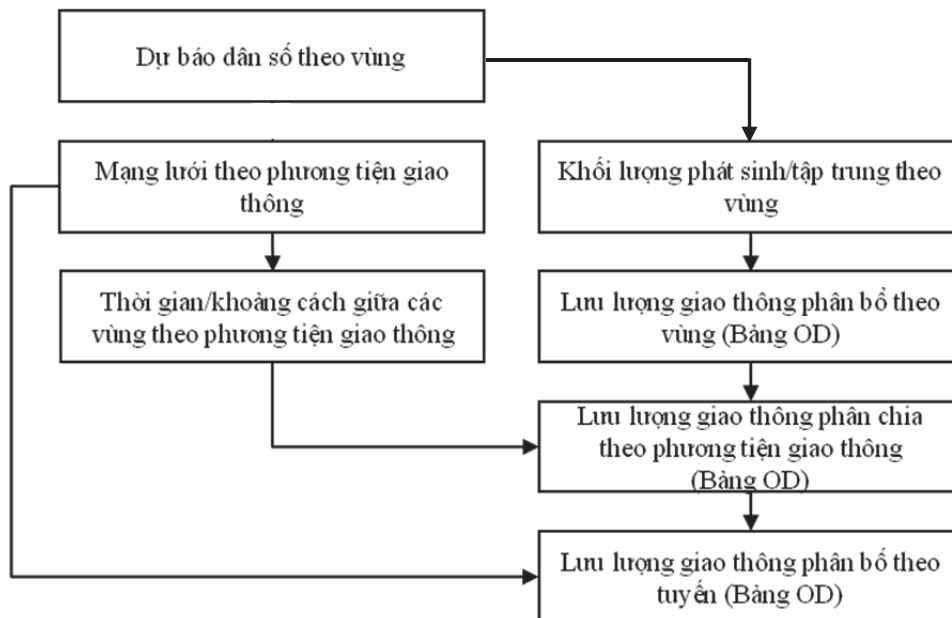 Dự báo dân số theo vùng
Mạng lưới theo phương tiện giao
thông
Khối lượng phát sinh/tập trung theo
vùng
Thời gian/khoảng cách giữa các
vùng theo phương tiện giao thông
Lưu lượng giao thông phân bổ theo
vùng (Bảng OD)
Lưu lượng giao thông phân chia
theo phương tiện giao thông
(Bảng OD)
Lưu lượng giao thông phân bố theo
tuyến (Bảng OD)